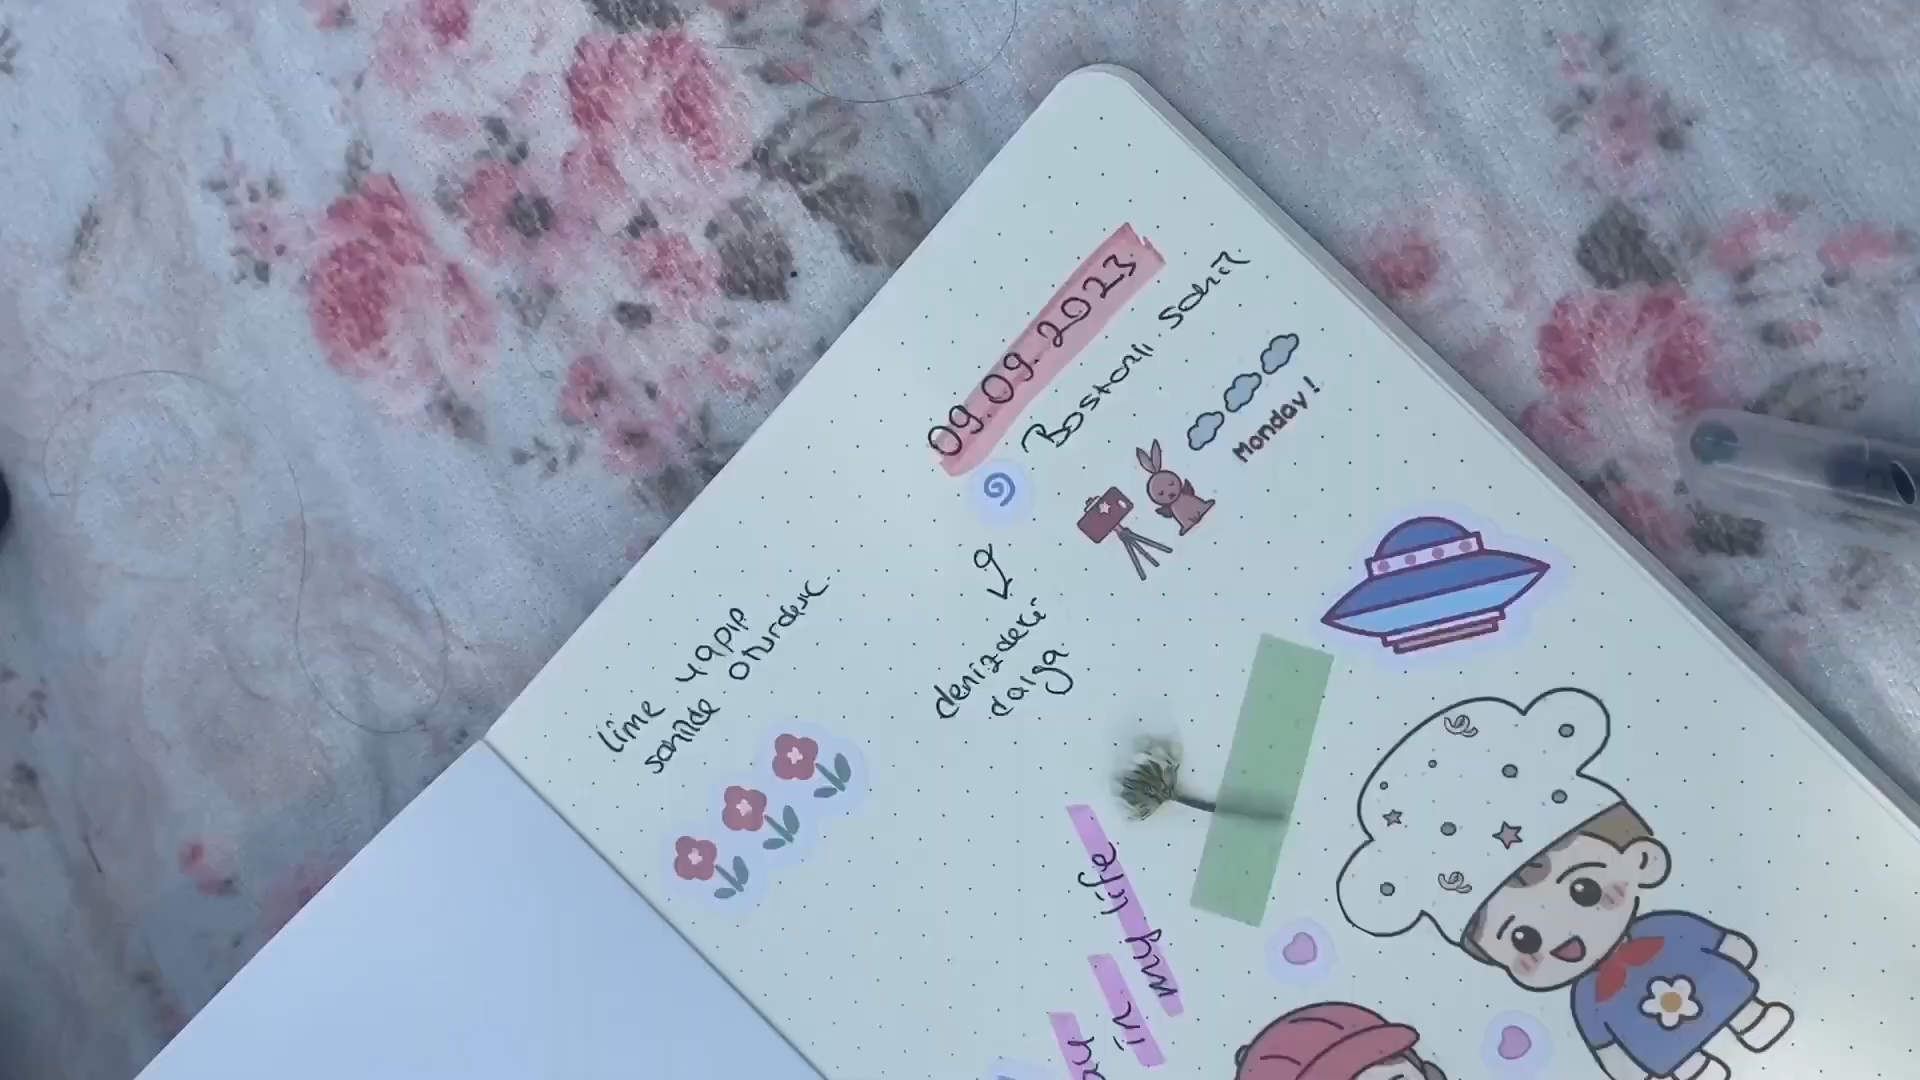 09.09.2023
Bostanlı sahil
Monday!
denizdeki
dalga
lime yapıp
sahilde oturduk
in
my life